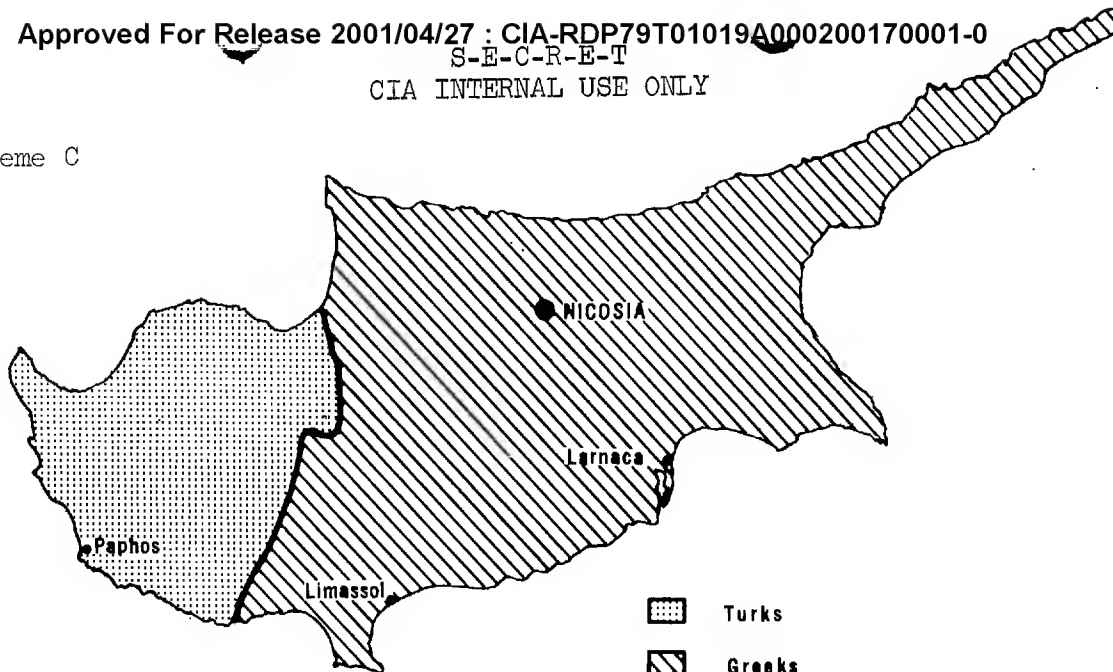 Approved For Release 2001/04/27 : CIA-RDP79T01019A000200170001-0
S-E-C-R-E-T
CIA INTERNAL USE ONLY
eme C
NICOSIA
Larnaca
Paphos
Limassol
Turks
Greeks